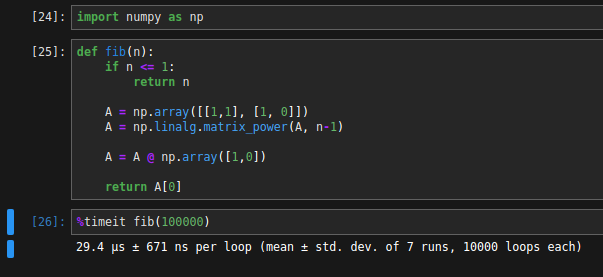 [24]: import numpy as np
[25]: def fib(n):
    if n <= 1:
        return n
    A = np.array([[1,1], [1, 0]])
    A = np.linalg.matrix_power(A, n-1)
    A = A @ np.array([1,0])
    return A[0]
[26]: %timeit fib(100000)
29.4 µs ± 671 ns per loop (mean ± std. dev. of 7 runs, 10000 loops each)